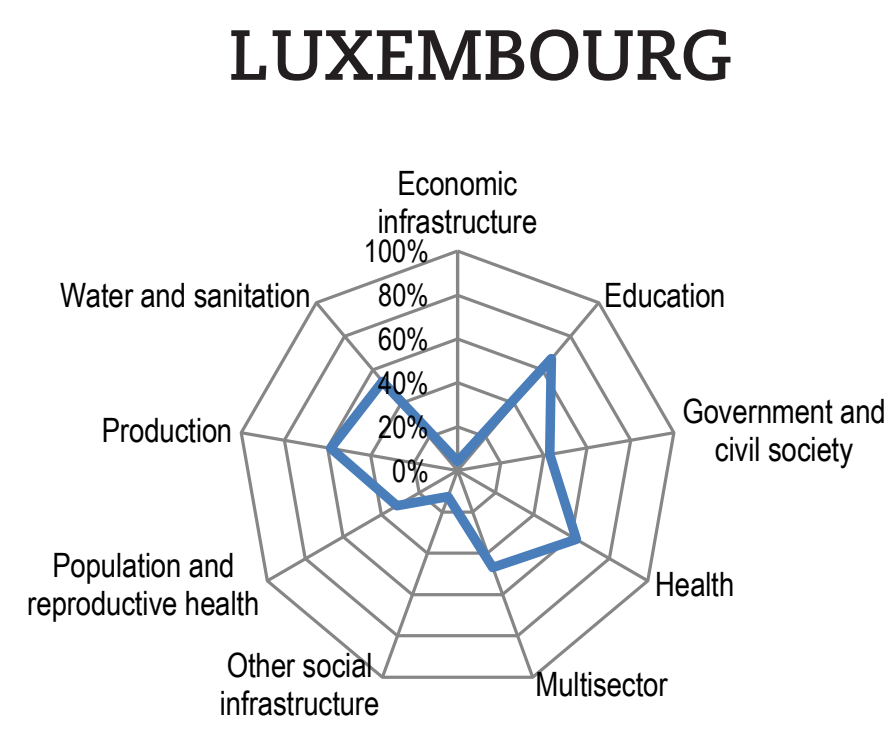 LUXEMBOURG
Economic
infrastructure
100%
80%
60%
40%
20%
0%
Education
Government and
civil society
Health
Multisector
Other social
infrastructure
Population and
reproductive health
Production
Water and sanitation